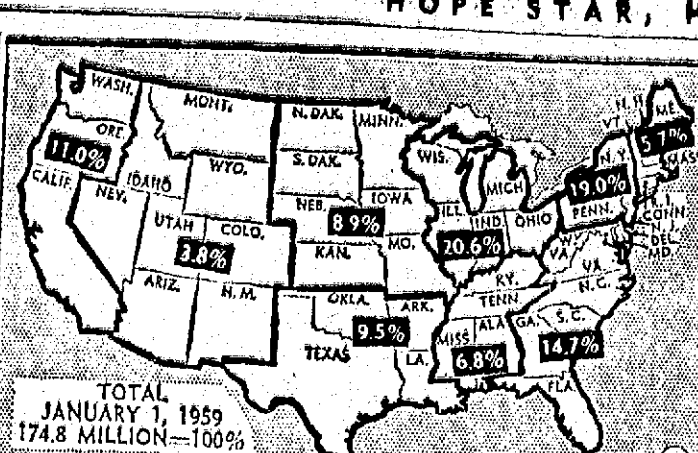 HOPE STAR,
WASH.
MONT.
N. DAK.
MINN.
VT.
N. H
ME.
ORE.
11.0%
S. DAK.
WIS.
MICH
N.Y.
5.7%
MASS
IDAHO
WYO.
19.0%
CALIF.
NEV.
NEB.
IOWA
8.9%
ILL
IND
OHIO
PENN.
R. I.
CONN.
N. J.
DEL.
MD.
UTAH
COLO.
3.8%
KAN.
MO.
20.6%
W.
VA
VA.
KY.
N.C.
ARIZ.
N. M.
OKLA.
ARK.
TENN.
9.5%
TEXAS
LA.
MISS
ALA
GA.
S. C.
6.8%
14.7%
FLA.
TOTAL
JANUARY 1, 1959
174.8 MILLION—100%